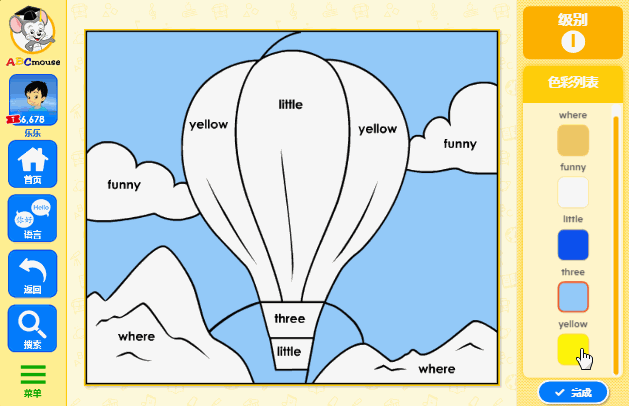 ABCmouse
1 6,678
乐乐
首页
Hello
你好
语言
返回
搜索
菜单
little
yellow
yellow
funny
funny
three
little
where
where
级别
1
色彩列表
where
funny
little
three
yellow
完成